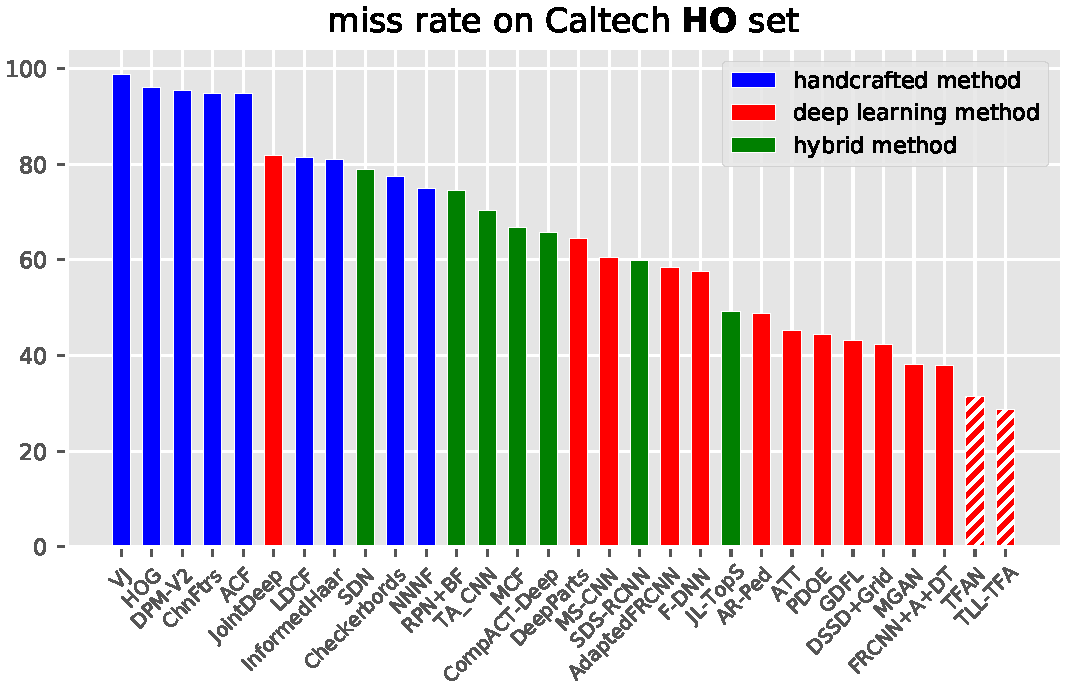 miss rate on Caltech HO set
handcrafted method
deep learning method
hybrid method
100
80
60
40
20
0
VJ
HOG
DPM-V2
ChnFtrs
ACF
JointDeep
LDCF
InformedHaar
SDN
Checkerbords
NNNF
RPN+BF
TA_CNN
MCF
CompACT-Deep
DeepParts
MS-CNN
SDS-RCNN
AdaptedFRCNN
F-DNN
JL-TopS
AR-Ped
ATT
PDOE
GDFL
DSSD+Grid
MGAN
FRCNN+A+DT
TFAN
TLL-TFA